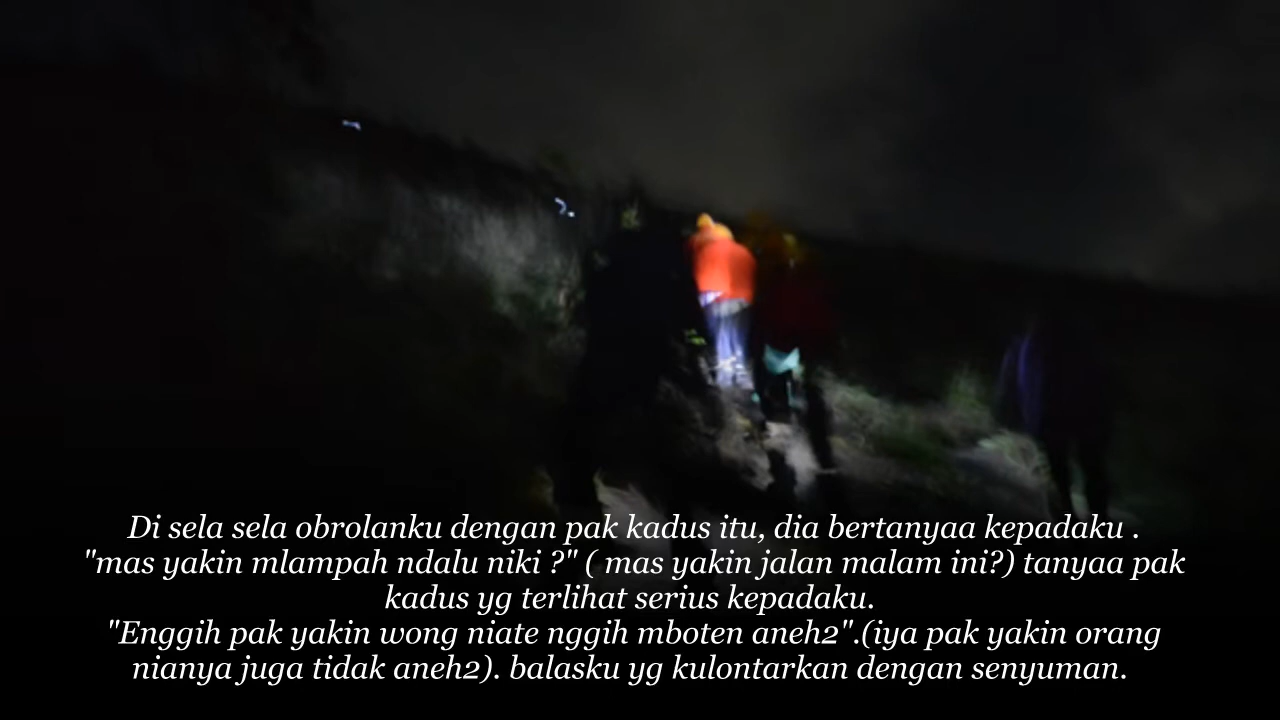 Di sela sela obrolanku dengan pak kadus itu, dia bertanyaa kepadaku .
"mas yakin mlampah ndalu niki ?" ( mas yakin jalan malam ini?) tanyaa pak
kadus yg terlihat serius kepadaku.
"Enggih pak yakin wong niate nggih mboten aneh2".(iya pak yakin orang
nianya juga tidak aneh2). balasku yg kulontarkan dengan senyuman.